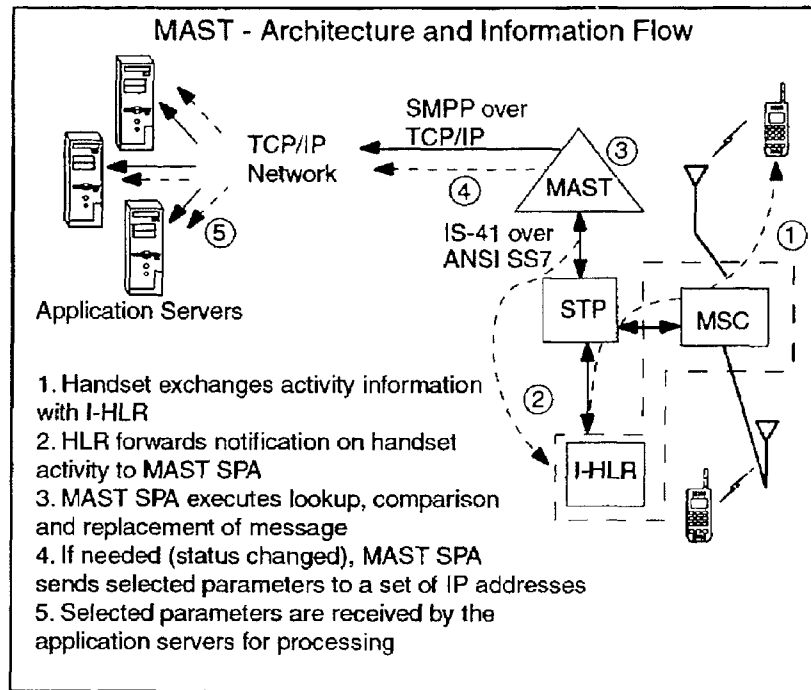 MAST - Architecture and Information Flow
SMPP over
TCP/IP
TCP/IP
Network
3
MAST
4
5
1
IS-41 over
ANSI SS7
Application Servers
STP
MSC
2
I-HLR
1. Handset exchanges activity information
with I-HLR
2. HLR forwards notification on handset
activity to MAST SPA
3. MAST SPA executes lookup, comparison
and replacement of message
4. If needed (status changed), MAST SPA
sends selected parameters to a set of IP addresses
5. Selected parameters are received by the
application servers for processing